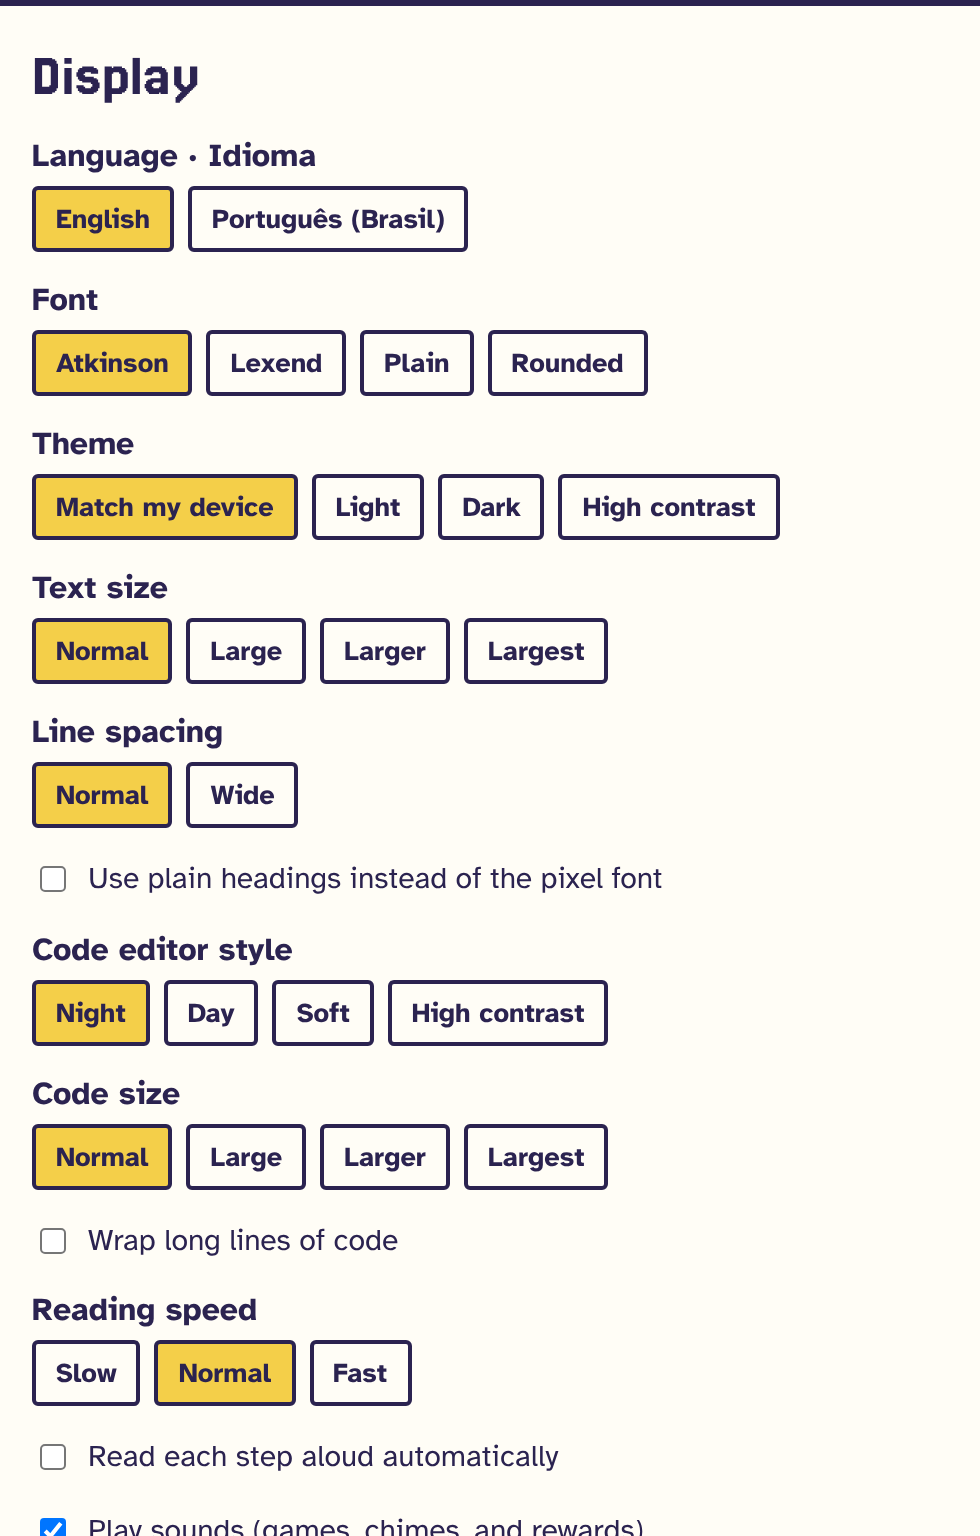 Display
Language · Idioma
English Português (Brasil)
Font
Atkinson Lexend Plain Rounded
Theme
Match my device Light Dark High contrast
Text size
Normal Large Larger Largest
Line spacing
Normal Wide
Use plain headings instead of the pixel font
Code editor style
Night Day Soft High contrast
Code size
Normal Large Larger Largest
Wrap long lines of code
Reading speed
Slow Normal Fast
Read each step aloud automatically
Play sounds (games, chimes, and rewards)